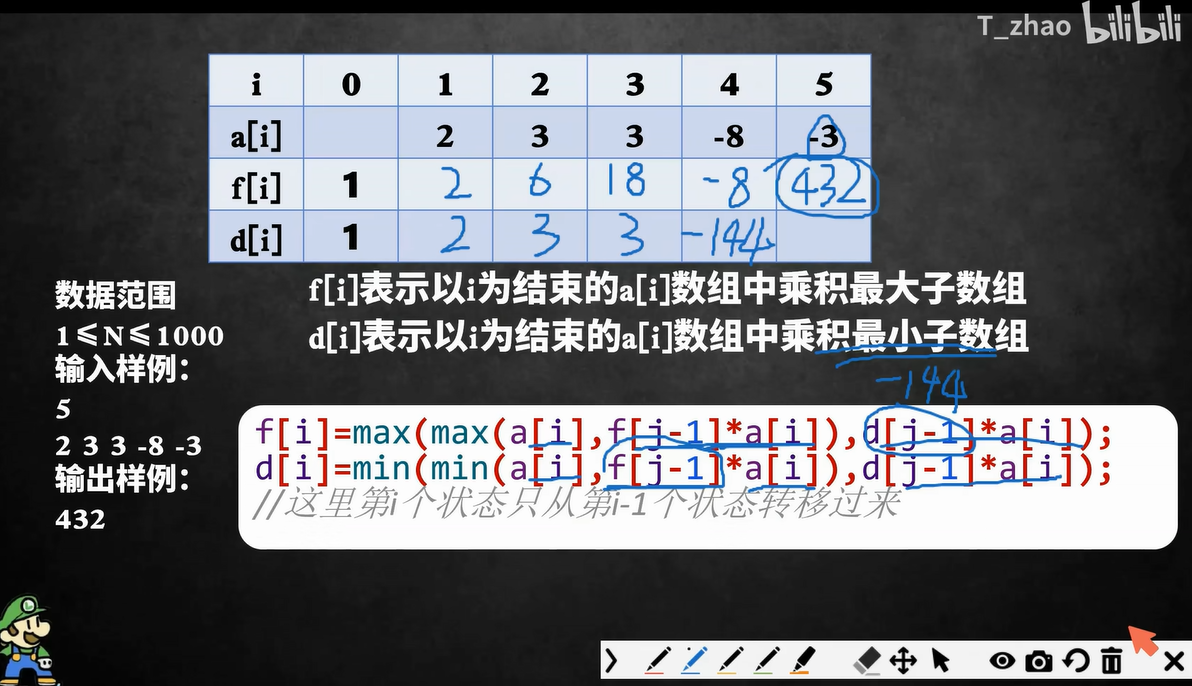 T_zhao bilibili
i 0 1 2 3 4 5
a[i] 2 3 3 -8 -3
f[i] 1 2 6 18 -8 432
d[i] 1 2 3 3 -144
f[i]表示以i为结束的a[i]数组中乘积最大子数组
d[i]表示以i为结束的a[i]数组中乘积最小子数组
-144
数据范围
1≤N≤1000
输入样例:
5
2 3 3 -8 -3
输出样例:
432
f[i]=max(max(a[i],f[j-1]*a[i]),d[j-1]*a[i]);
d[i]=min(min(a[i],f[j-1]*a[i]),d[j-1]*a[i]);
//这里第i个状态只从第i-1个状态转移过来